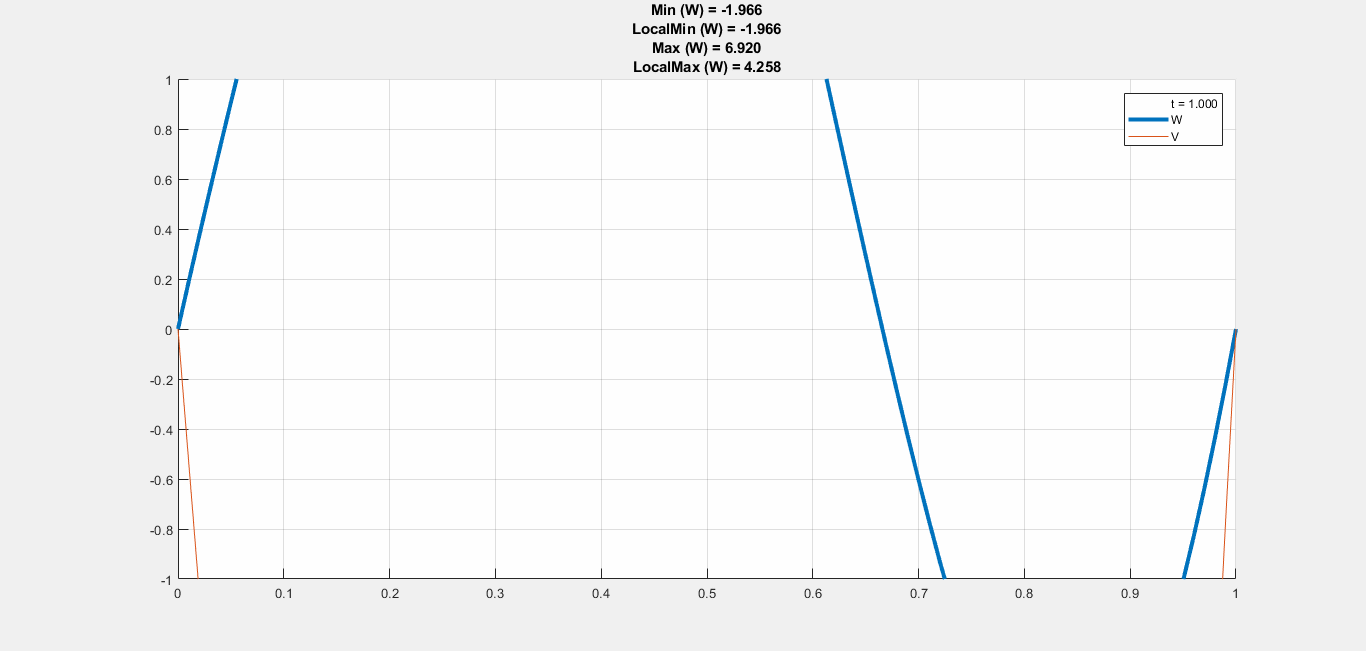 Min (W) = -1.966
LocalMin (W) = -1.966
Max (W) = 6.920
LocalMax (W) = 4.258
t = 1.000
W
V
1
0.8
0.6
0.4
0.2
0
-0.2
-0.4
-0.6
-0.8
-1
0 0.1 0.2 0.3 0.4 0.5 0.6 0.7 0.8 0.9 1